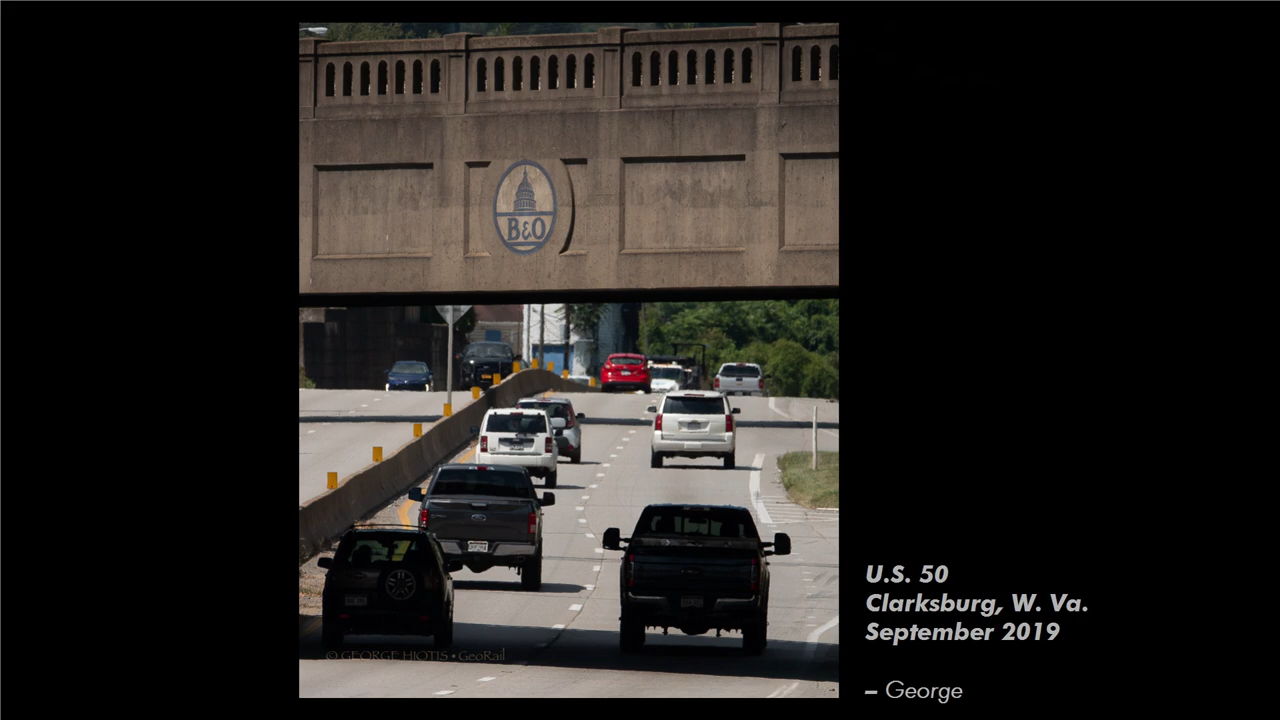 B&O
© GEORGE HIOTIS • GeoRail
U.S. 50
Clarksburg, W. Va.
September 2019
– George